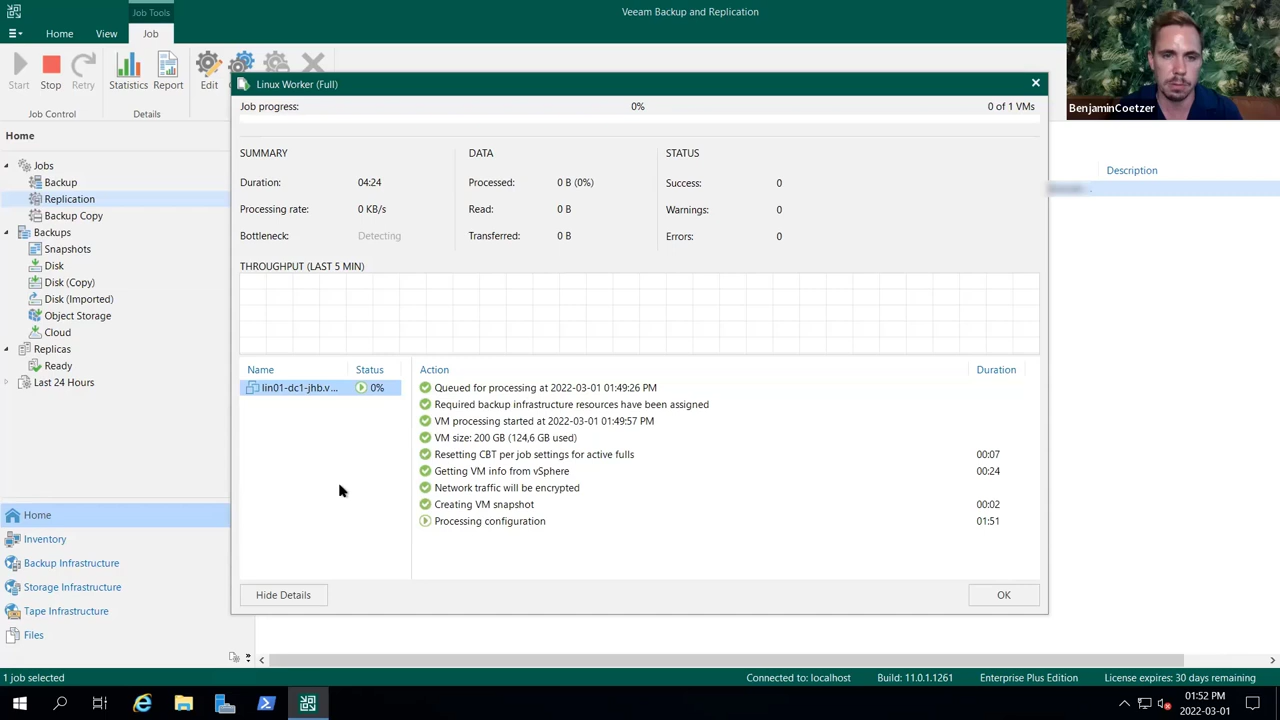 Job Tools
Veeam Backup and Replication
Home
View
Job
Start
Stop
Retry
Statistics
Report
Edit
Job Control
Details
BenjaminCoetzer
Linux Worker (Full)
Job progress:
0%
0 of 1 VMs
SUMMARY
DATA
STATUS
Duration:
04:24
Processed:
0 B (0%)
Success:
0
Processing rate:
0 KB/s
Read:
0 B
Warnings:
0
Bottleneck:
Detecting
Transferred:
0 B
Errors:
0
THROUGHPUT (LAST 5 MIN)
Name
Status
Action
Duration
lin01-dc1-jhb.v...
0%
Queued for processing at 2022-03-01 01:49:26 PM
Required backup infrastructure resources have been assigned
VM processing started at 2022-03-01 01:49:57 PM
VM size: 200 GB (124,6 GB used)
Resetting CBT per job settings for active fulls
00:07
Getting VM info from vSphere
00:24
Network traffic will be encrypted
Creating VM snapshot
00:02
Processing configuration
01:51
Hide Details
OK
Description
Home
Jobs
Backup
Replication
Backup Copy
Backups
Snapshots
Disk
Disk (Copy)
Disk (Imported)
Object Storage
Cloud
Replicas
Ready
Last 24 Hours
Home
Inventory
Backup Infrastructure
Storage Infrastructure
Tape Infrastructure
Files
1 job selected
Connected to: localhost
Build: 11.0.1.1261
Enterprise Plus Edition
License expires: 30 days remaining
01:52 PM
2022-03-01